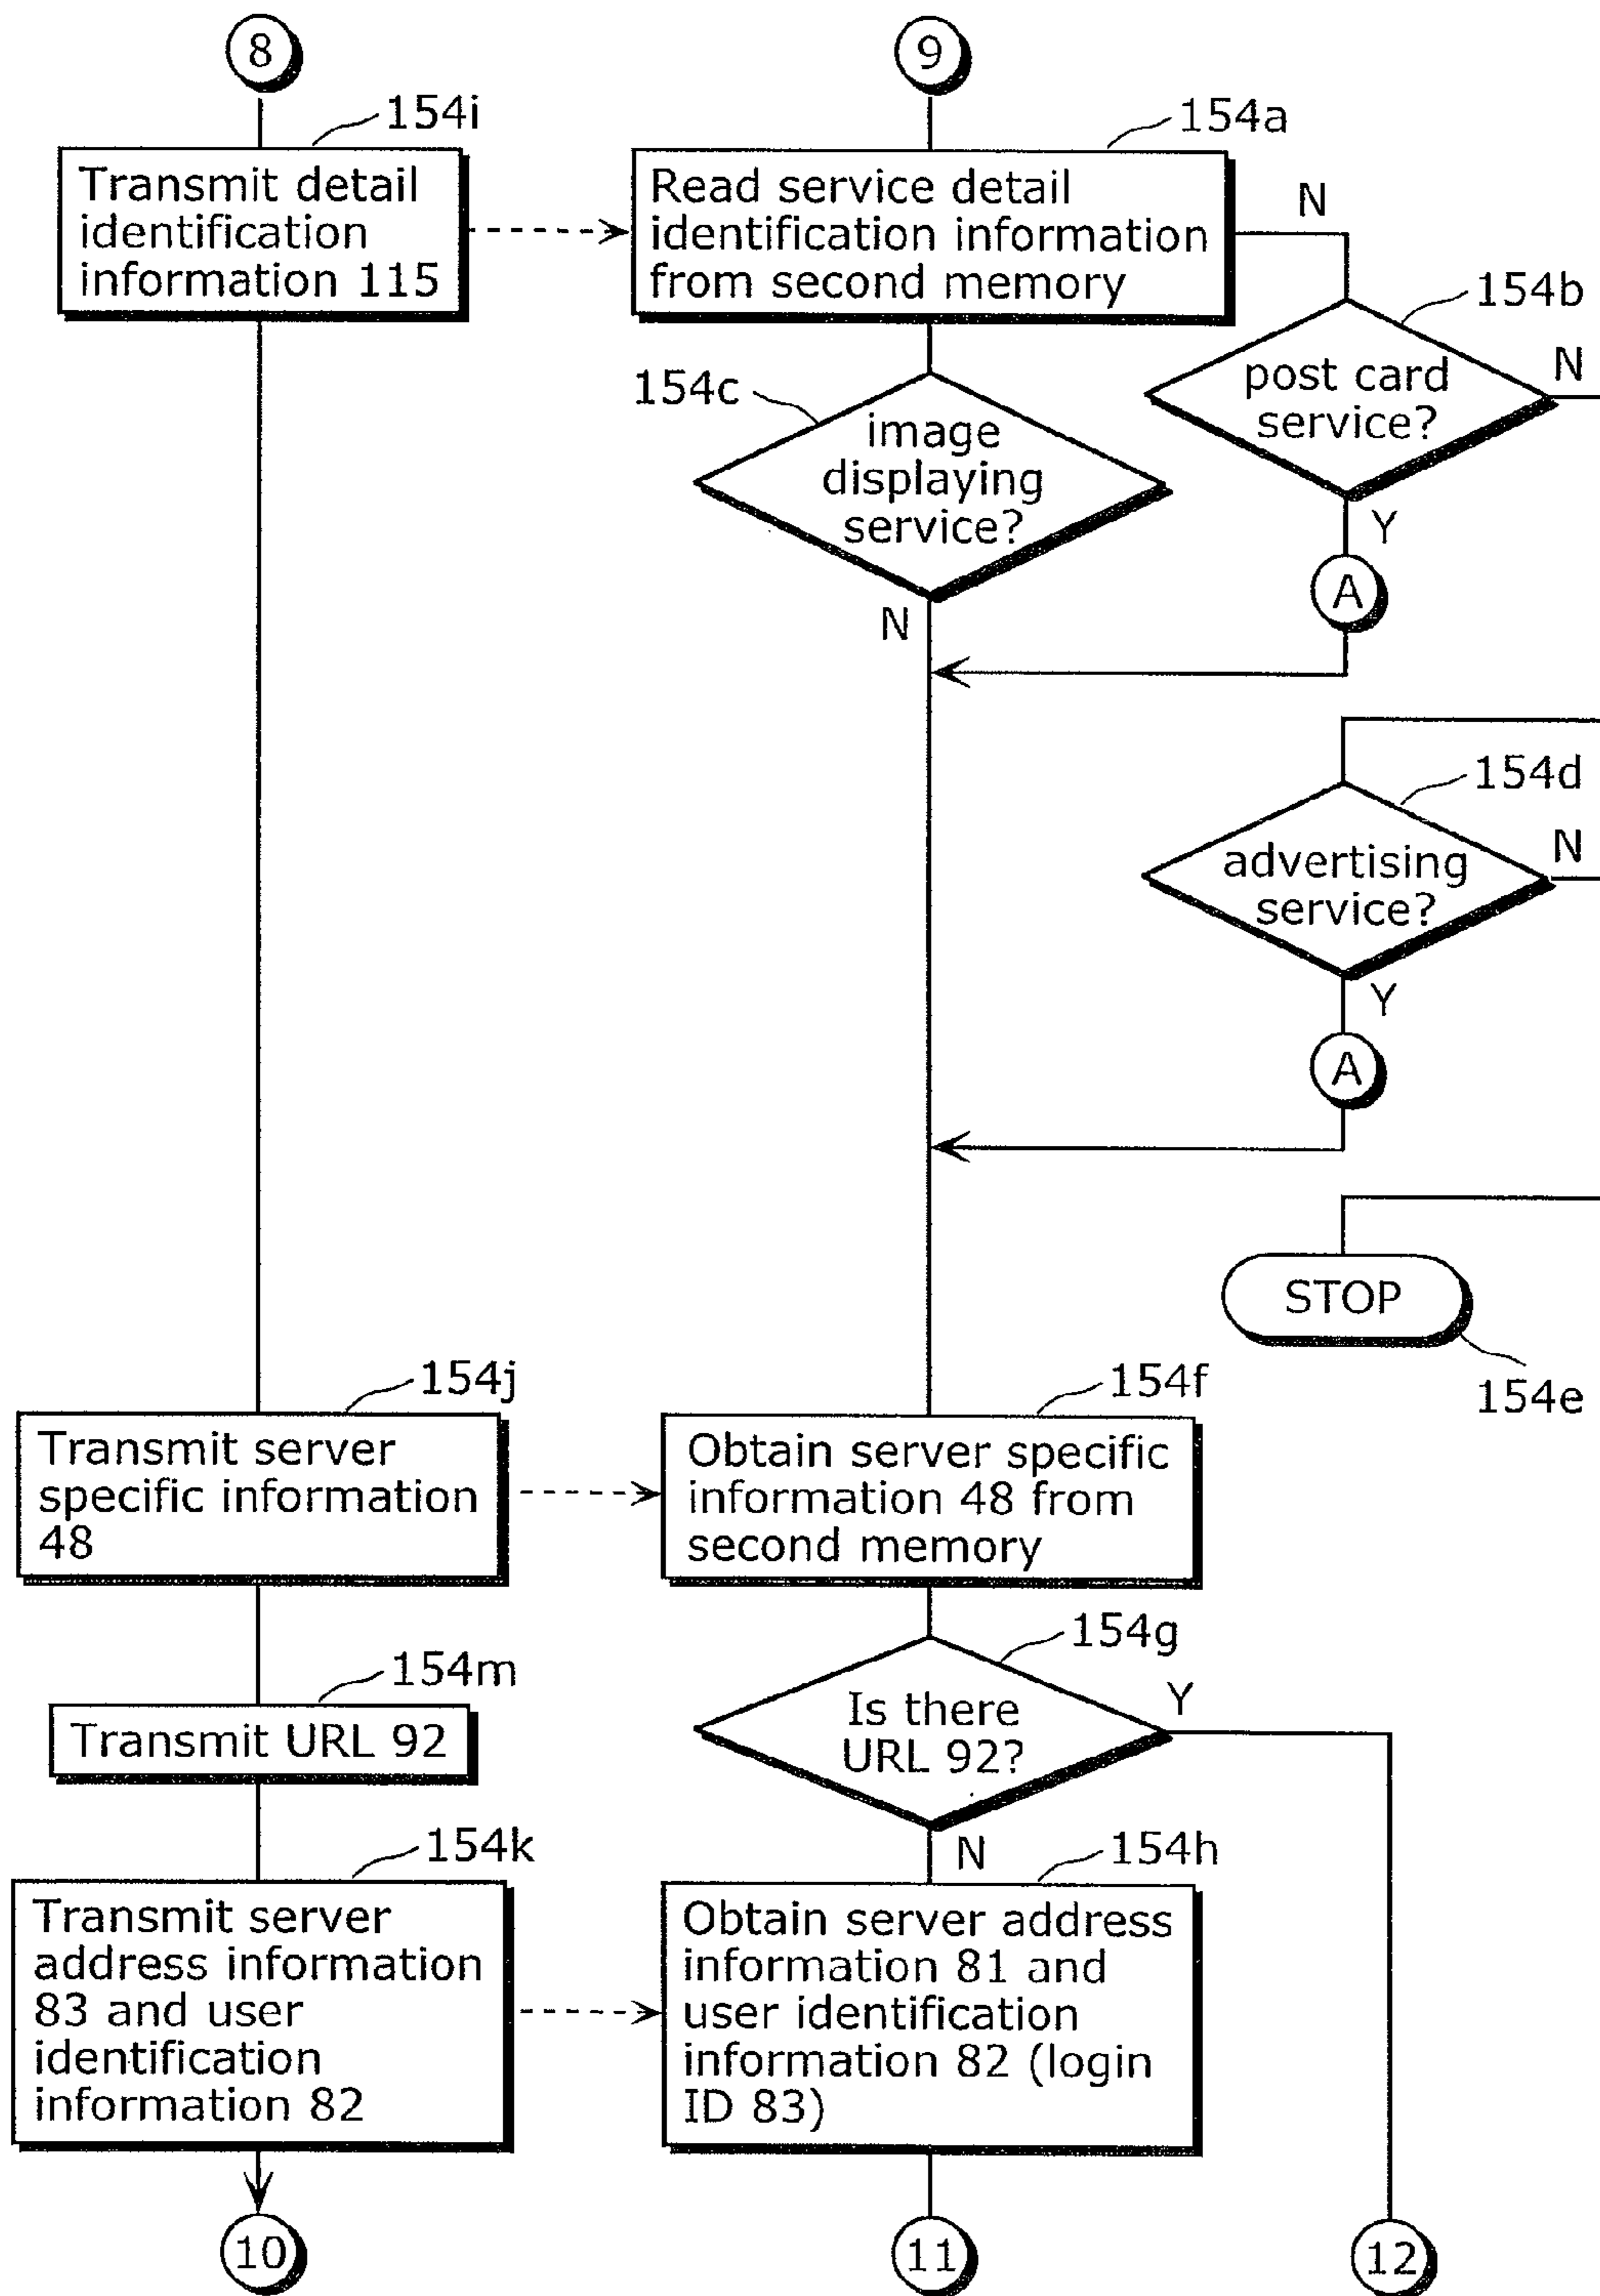 8
9
154i
154a
Transmit detail
identification
information 115
Read service detail
identification information
from second memory
N
154b
post card
service?
N
154c
image
displaying
service?
Y
A
N
154d
advertising
service?
N
Y
A
STOP
154e
154j
154f
Transmit server
specific information
48
Obtain server specific
information 48 from
second memory
154g
154m
Is there
URL 92?
Y
Transmit URL 92
154k
N
154h
Transmit server
address information
83 and user
identification
information 82
Obtain server address
information 81 and
user identification
information 82 (login
ID 83)
10
11
12